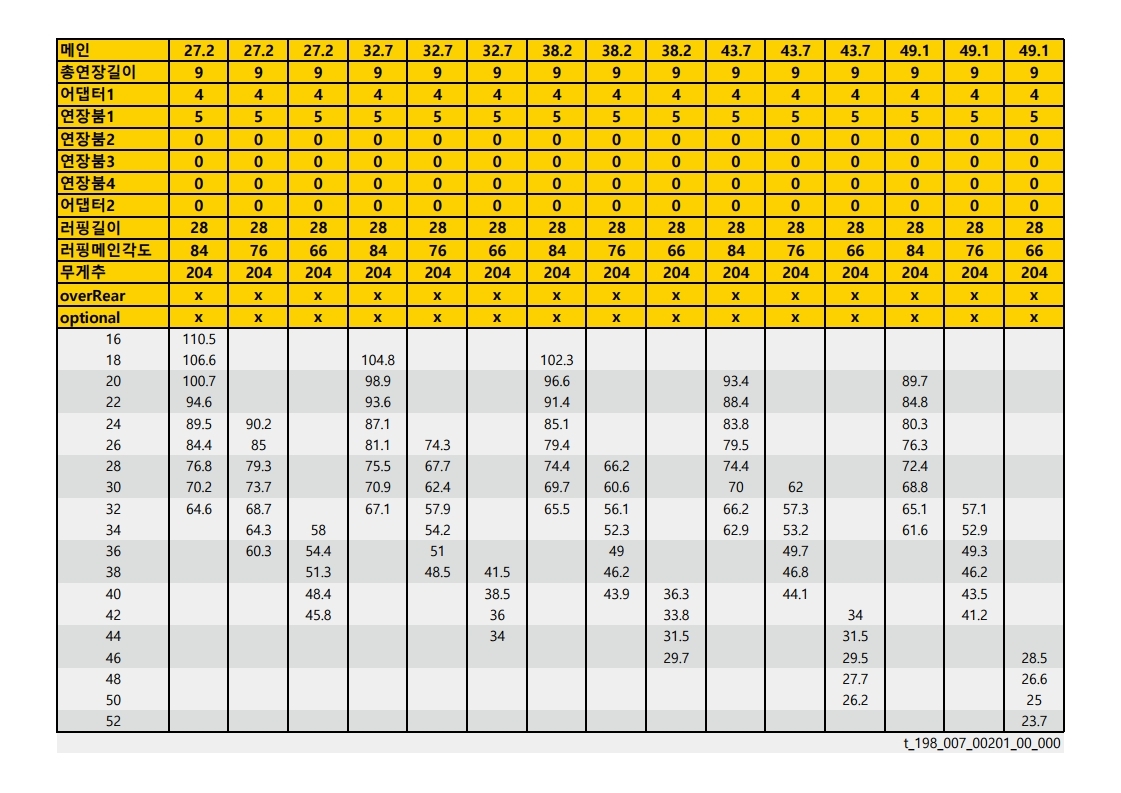 메인 27.2 27.2 27.2 32.7 32.7 32.7 38.2 38.2 38.2 43.7 43.7 43.7 49.1 49.1 49.1
총연장길이 9 9 9 9 9 9 9 9 9 9 9 9 9 9 9
어댑터1 4 4 4 4 4 4 4 4 4 4 4 4 4 4 4
연장붐1 5 5 5 5 5 5 5 5 5 5 5 5 5 5 5
연장붐2 0 0 0 0 0 0 0 0 0 0 0 0 0 0 0
연장붐3 0 0 0 0 0 0 0 0 0 0 0 0 0 0 0
연장붐4 0 0 0 0 0 0 0 0 0 0 0 0 0 0 0
어댑터2 0 0 0 0 0 0 0 0 0 0 0 0 0 0 0
러핑길이 28 28 28 28 28 28 28 28 28 28 28 28 28 28 28
러핑메인각도 84 76 66 84 76 66 84 76 66 84 76 66 84 76 66
무게추 204 204 204 204 204 204 204 204 204 204 204 204 204 204 204
overRear x x x x x x x x x x x x x x x
optional x x x x x x x x x x x x x x x
16 110.5
18 106.6 104.8 102.3
20 100.7 98.9 96.6 93.4 89.7
22 94.6 93.6 91.4 88.4 84.8
24 89.5 90.2 87.1 85.1 83.8 80.3
26 84.4 85 81.1 74.3 79.4 79.5 76.3
28 76.8 79.3 75.5 67.7 74.4 66.2 74.4 72.4
30 70.2 73.7 70.9 62.4 69.7 60.6 70 62 68.8
32 64.6 68.7 67.1 57.9 65.5 56.1 66.2 57.3 65.1 57.1
34 64.3 58 54.2 52.3 62.9 53.2 61.6 52.9
36 60.3 54.4 51 49 49.7 49.3
38 51.3 48.5 41.5 46.2 46.8 46.2
40 48.4 38.5 43.9 36.3 44.1 43.5
42 45.8 36 33.8 34 41.2
44 34 31.5 31.5
46 29.7 29.5 28.5
48 27.7 26.6
50 26.2 25
52 23.7
t_198_007_00201_00_000